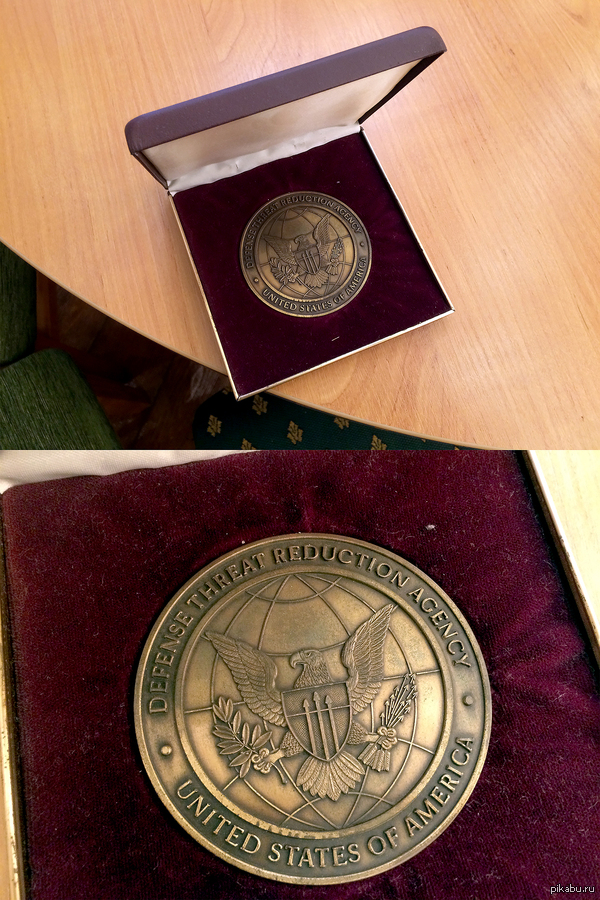 DEFENSE THREAT REDUCTION AGENCY
UNITED STATES OF AMERICA
DEFENSE THREAT REDUCTION AGENCY
UNITED STATES OF AMERICA
pikabu.ru